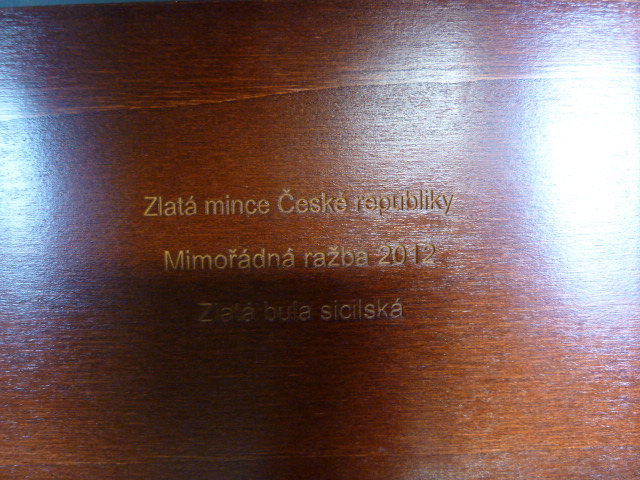 Zlatá mince České republiky
Mimořádná ražba 2012
Zlatá bula sicilská